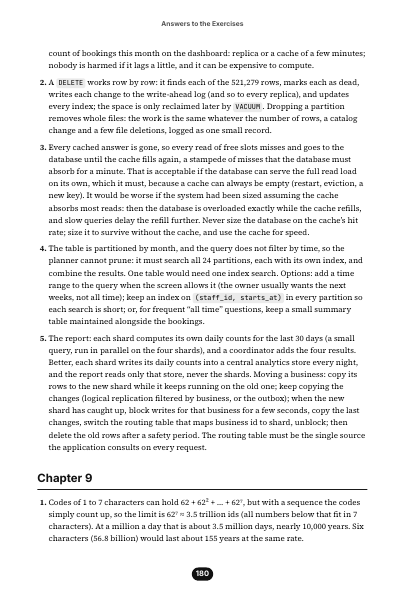 Answers to the Exercises
count of bookings this month on the dashboard: replica or a cache of a few minutes;
nobody is harmed if it lags a little, and it can be expensive to compute.
2. A DELETE works row by row: it finds each of the 521,279 rows, marks each as dead,
writes each change to the write-ahead log (and so to every replica), and updates
every index; the space is only reclaimed later by VACUUM. Dropping a partition
removes whole files: the work is the same whatever the number of rows, a catalog
change and a few file deletions, logged as one small record.
3. Every cached answer is gone, so every read of free slots misses and goes to the
database until the cache fills again, a stampede of misses that the database must
absorb for a minute. That is acceptable if the database can serve the full read load
on its own, which it must, because a cache can always be empty (restart, eviction, a
new key). It would be worse if the system had been sized assuming the cache
absorbs most reads: then the database is overloaded exactly while the cache refills,
and slow queries delay the refill further. Never size the database on the cache's hit
rate; size it to survive without the cache, and use the cache for speed.
4. The table is partitioned by month, and the query does not filter by time, so the
planner cannot prune: it must search all 24 partitions, each with its own index, and
combine the results. One table would need one index search. Options: add a time
range to the query when the screen allows it (the owner usually wants the next
weeks, not all time); keep an index on (staff_id, starts_at) in every partition so
each search is short; or, for frequent "all time" questions, keep a small summary
table maintained alongside the bookings.
5. The report: each shard computes its own daily counts for the last 30 days (a small
query, run in parallel on the four shards), and a coordinator adds the four results.
Better, each shard writes its daily counts into a central analytics store every night,
and the report reads only that store, never the shards. Moving a business: copy its
rows to the new shard while it keeps running on the old one; keep copying the
changes (logical replication filtered by business, or the outbox); when the new
shard has caught up, block writes for that business for a few seconds, copy the last
changes, switch the routing table that maps business id to shard, unblock; then
delete the old rows after a safety period. The routing table must be the single source
the application consults on every request.
Chapter 9
1. Codes of 1 to 7 characters can hold 62 + 62² + ... + 62⁷, but with a sequence the codes
simply count up, so the limit is 62⁷ ≈ 3.5 trillion ids (all numbers below that fit in 7
characters). At a million a day that is about 3.5 million days, nearly 10,000 years. Six
characters (56.8 billion) would last about 155 years at the same rate.
180